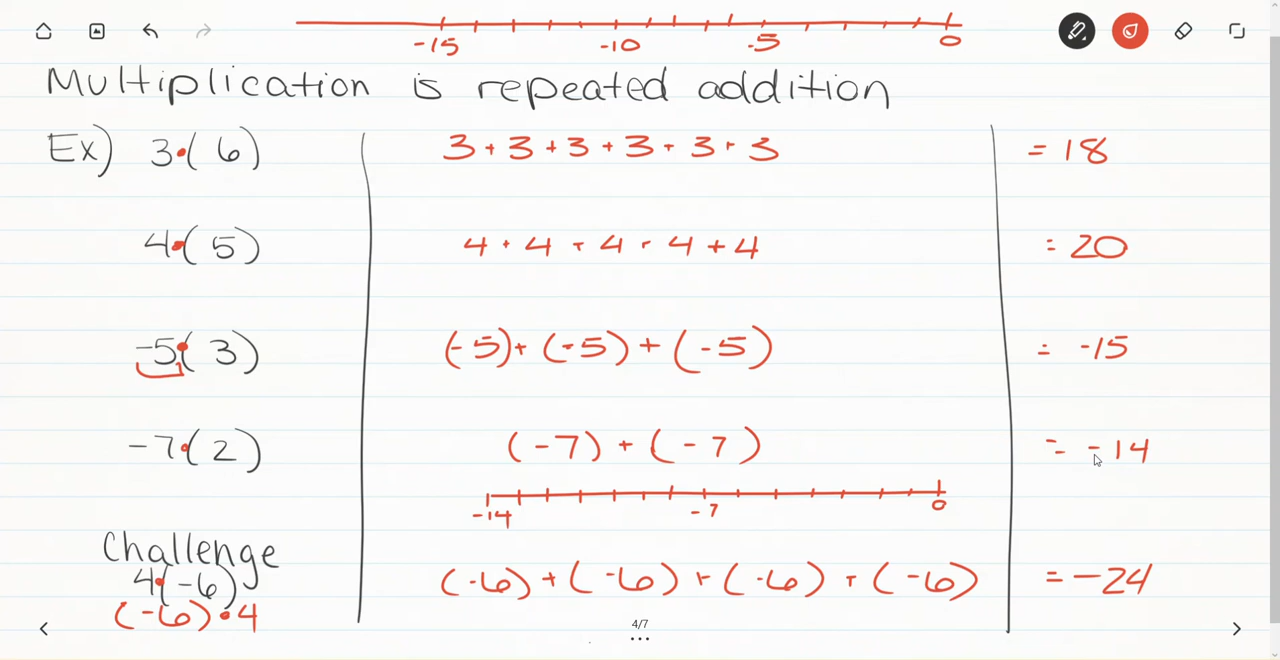 -15 -10 -5 0
Multiplication is repeated addition
Ex) 3•(6) 3 + 3 + 3 + 3 + 3 + 3 = 18
4•(5) 4 + 4 + 4 + 4 + 4 = 20
-5•(3) (-5)+(-5)+(-5) = -15
-7•(2) (-7)+(-7) = -14
-14 -7 0
Challenge
4•(-6) (-6)+(-6)+(-6)+(-6) = -24
(-6)•4
4/7